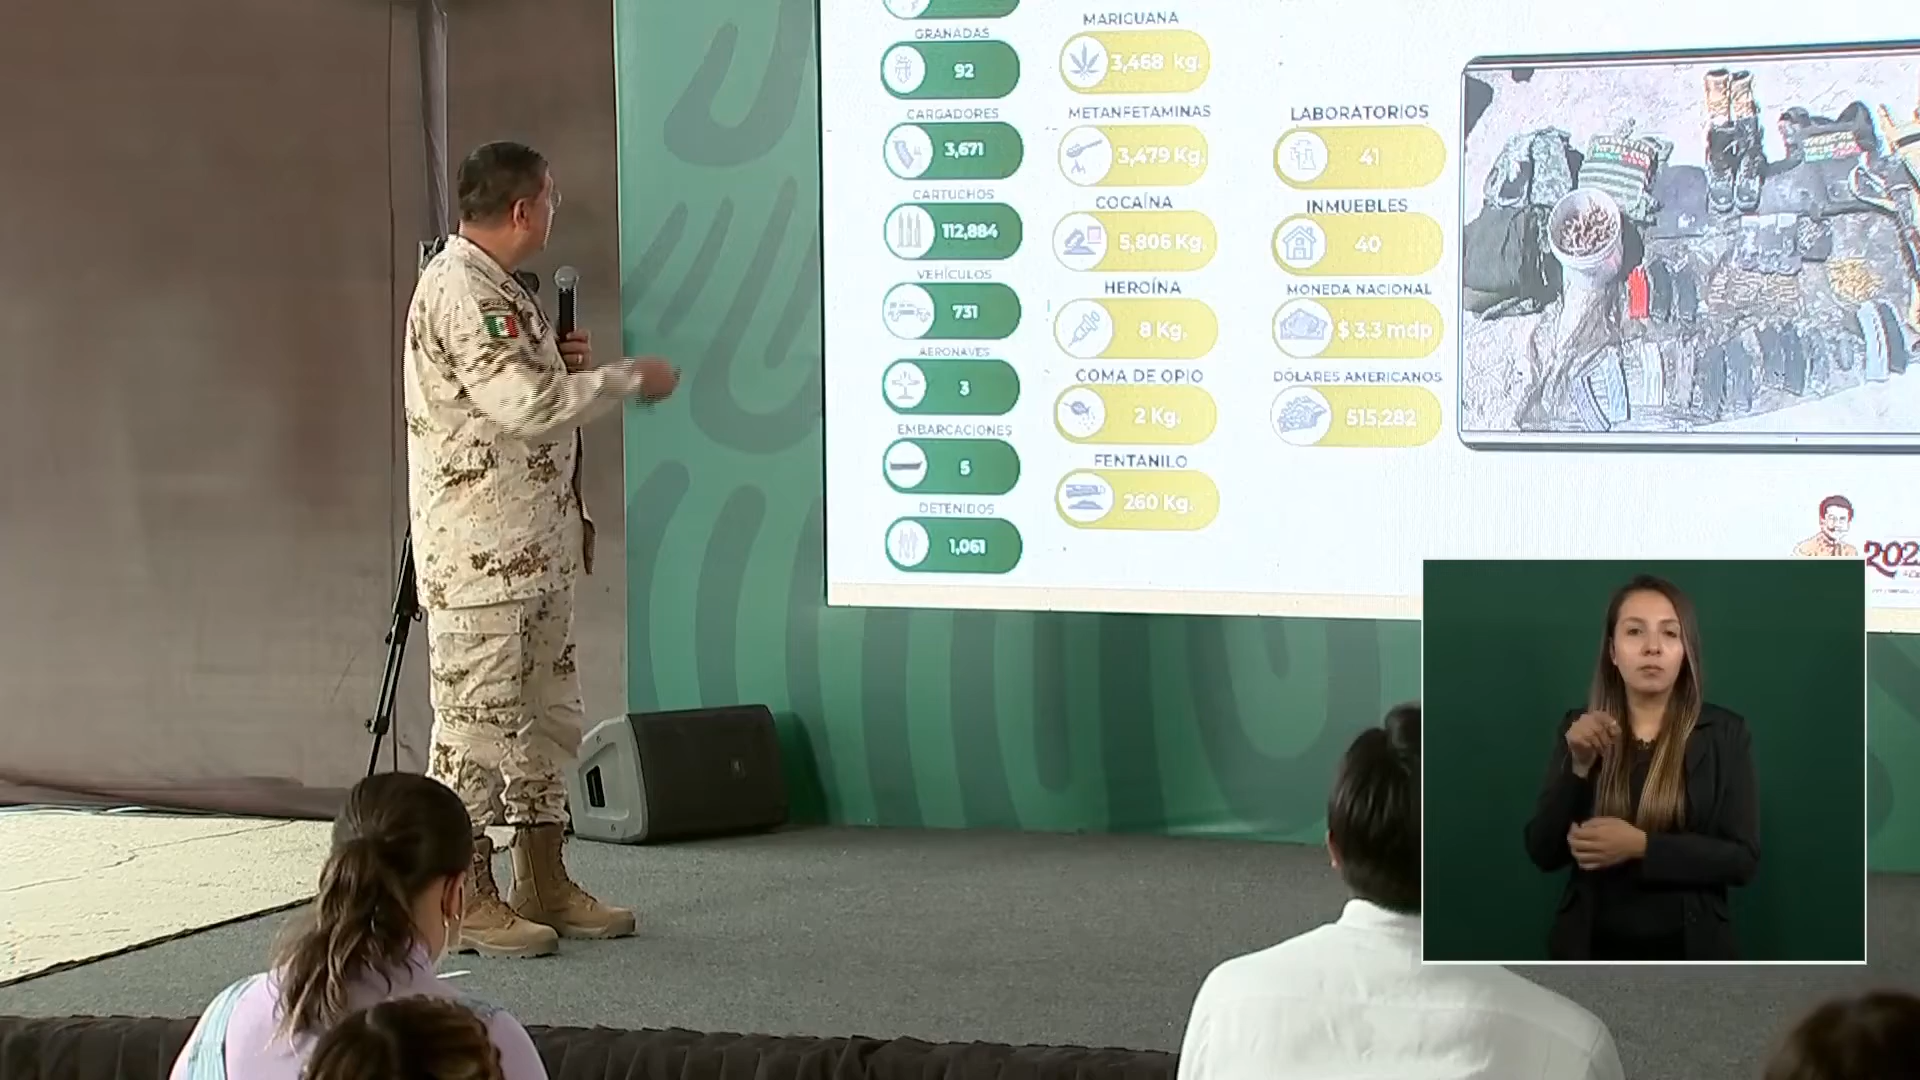 GRANADAS
92
CARGADORES
3,671
CARTUCHOS
112,884
VEHÍCULOS
731
AERONAVES
3
EMBARCACIONES
5
DETENIDOS
1,061
MARIGUANA
3,468 Kg.
METANFETAMINAS
3,479 Kg.
COCAÍNA
5,806 Kg.
HEROÍNA
8 Kg.
GOMA DE OPIO
2 Kg.
FENTANILO
260 Kg.
LABORATORIOS
41
INMUEBLES
40
MONEDA NACIONAL
$ 3.3 mdp
DÓLARES AMERICANOS
515,282
202